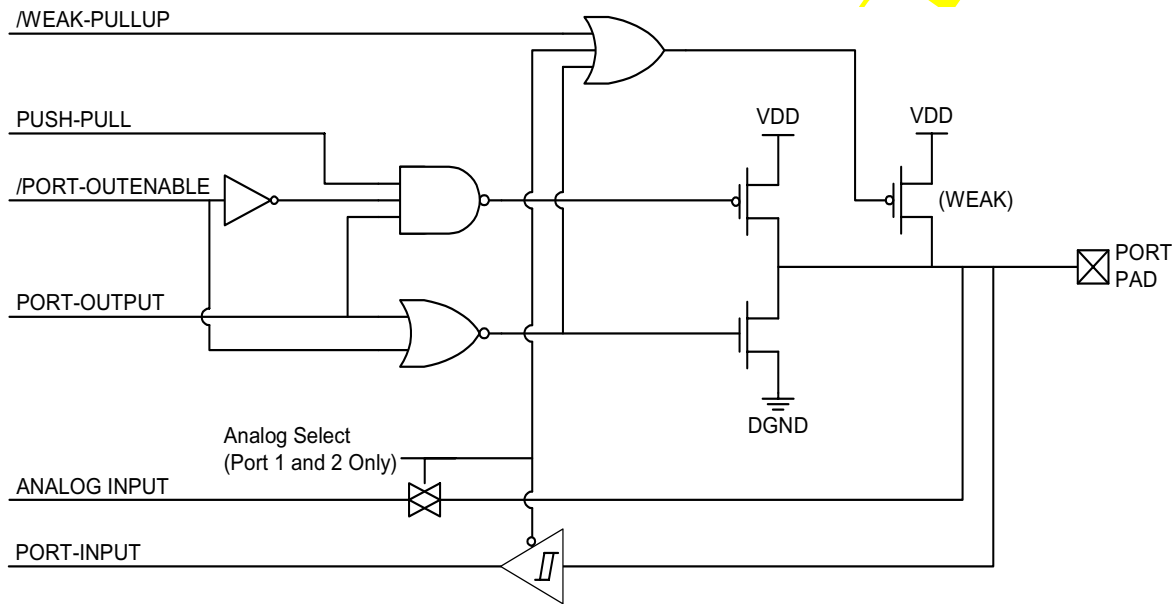 /WEAK-PULLUP
PUSH-PULL
/PORT-OUTENABLE
PORT-OUTPUT
VDD
VDD
(WEAK)
PORT
PAD
DGND
Analog Select
(Port 1 and 2 Only)
ANALOG INPUT
PORT-INPUT